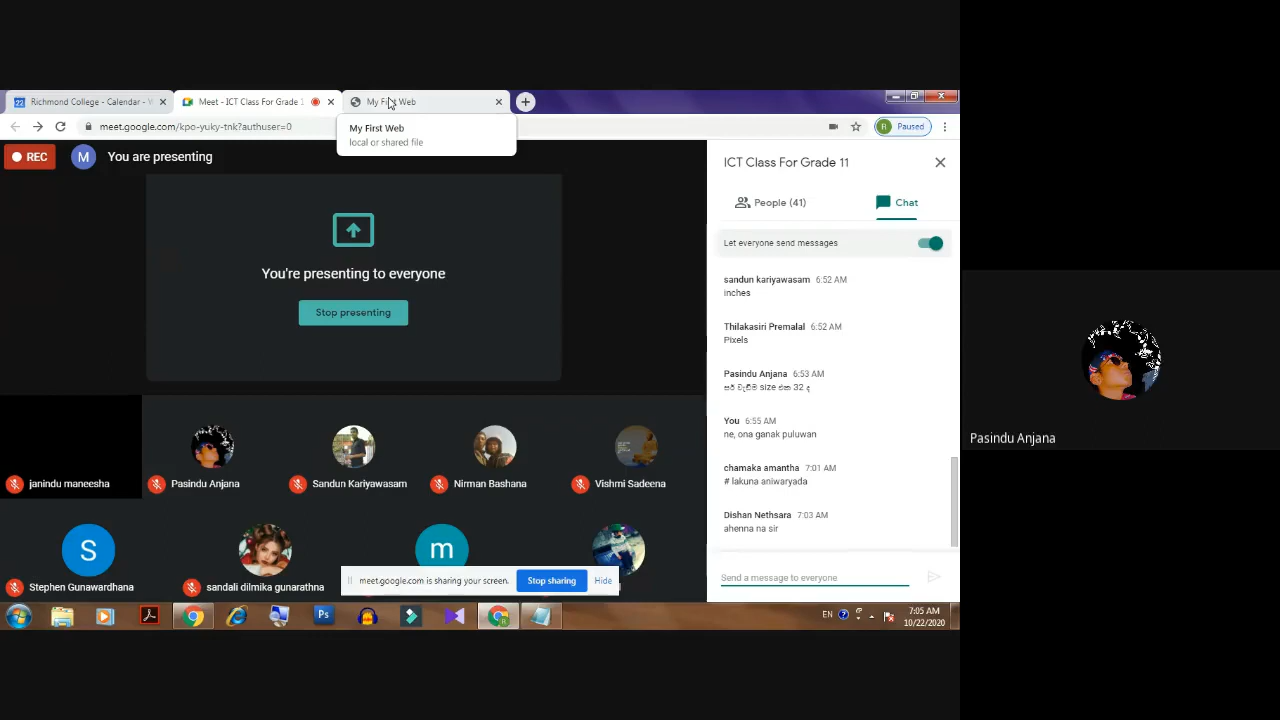 Richmond College - Calendar - W
Meet - ICT Class For Grade 1
My First Web
meet.google.com/kpo-yuky-tnk?authuser=0
R
Paused
My First Web
local or shared file
REC
M
You are presenting
You're presenting to everyone
Stop presenting
ICT Class For Grade 11
People (41)
Chat
Let everyone send messages
sandun kariyawasam 6:52 AM
inches
Thilakasiri Premalal 6:52 AM
Pixels
Pasindu Anjana 6:53 AM
සර් වැඩිම size එක 32 ද
You 6:55 AM
ne, ona ganak puluwan
chamaka amantha 7:01 AM
# lakuna aniwaryada
Dishan Nethsara 7:03 AM
ahenna na sir
Send a message to everyone
janindu maneesha
Pasindu Anjana
Sandun Kariyawasam
Nirman Bashana
Vishmi Sadeena
S
m
Stephen Gunawardhana
sandali dilmika gunarathna
meet.google.com is sharing your screen.
Stop sharing
Hide
Ps
EN
7:05 AM
10/22/2020
Pasindu Anjana